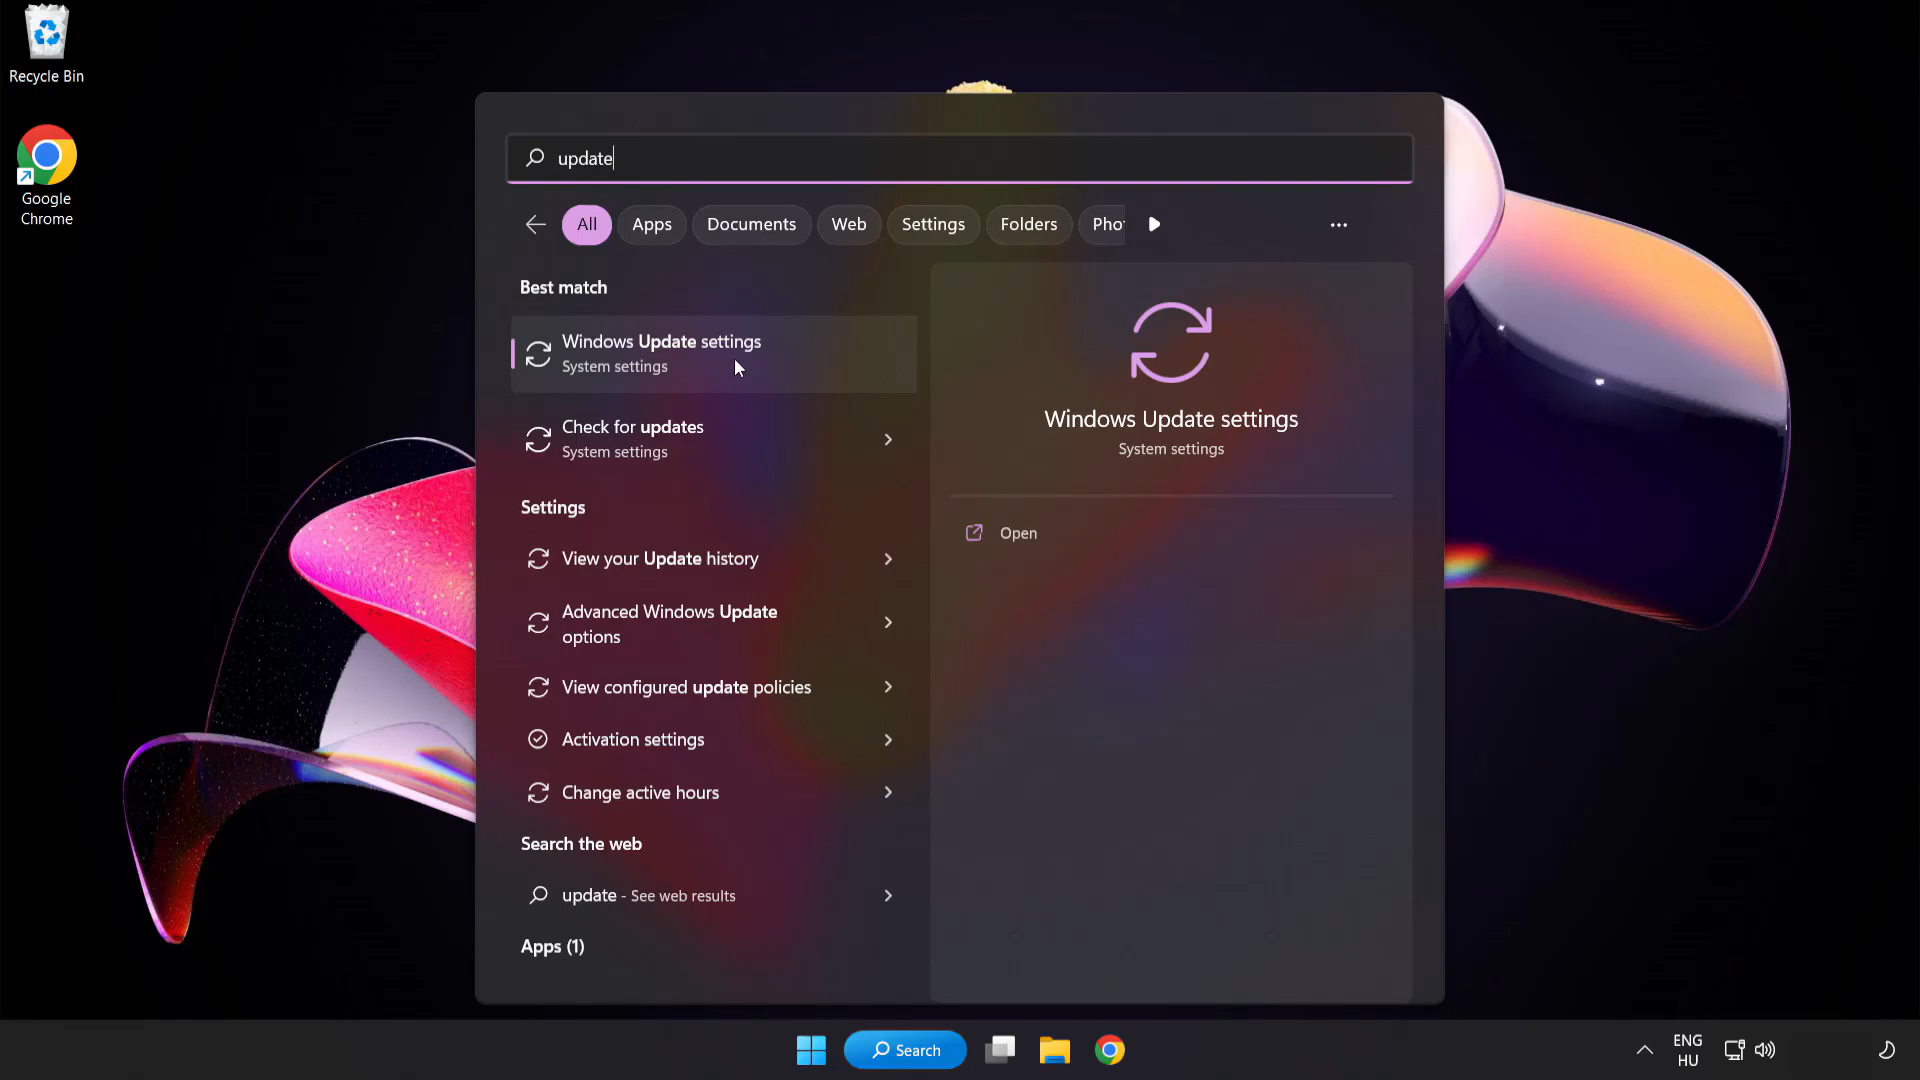 Recycle Bin
Google
Chrome
update
All
Apps
Documents
Web
Settings
Folders
Pho
Best match
Windows Update settings
System settings
Check for updates
System settings
Settings
View your Update history
Advanced Windows Update
options
View configured update policies
Activation settings
Change active hours
Search the web
update - See web results
Apps (1)
Windows Update settings
System settings
Open
Search
ENG
HU